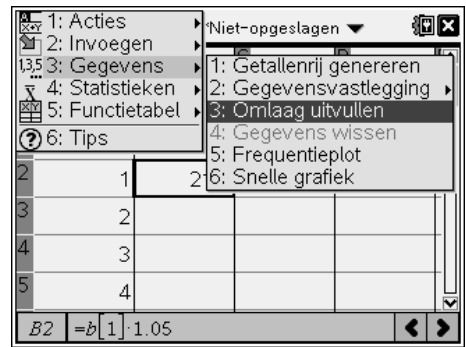 1: Acties
2: Invoegen
3: Gegevens
4: Statistieken
5: Functietabel
6: Tips
*Niet-opgeslagen
1: Getallenrij genereren
2: Gegevensvastlegging
3: Omlaag uitvullen
4: Gegevens wissen
5: Frequentieplot
6: Snelle grafiek
2 1
3 2
4 3
5 4
B2 =b[1]·1.05